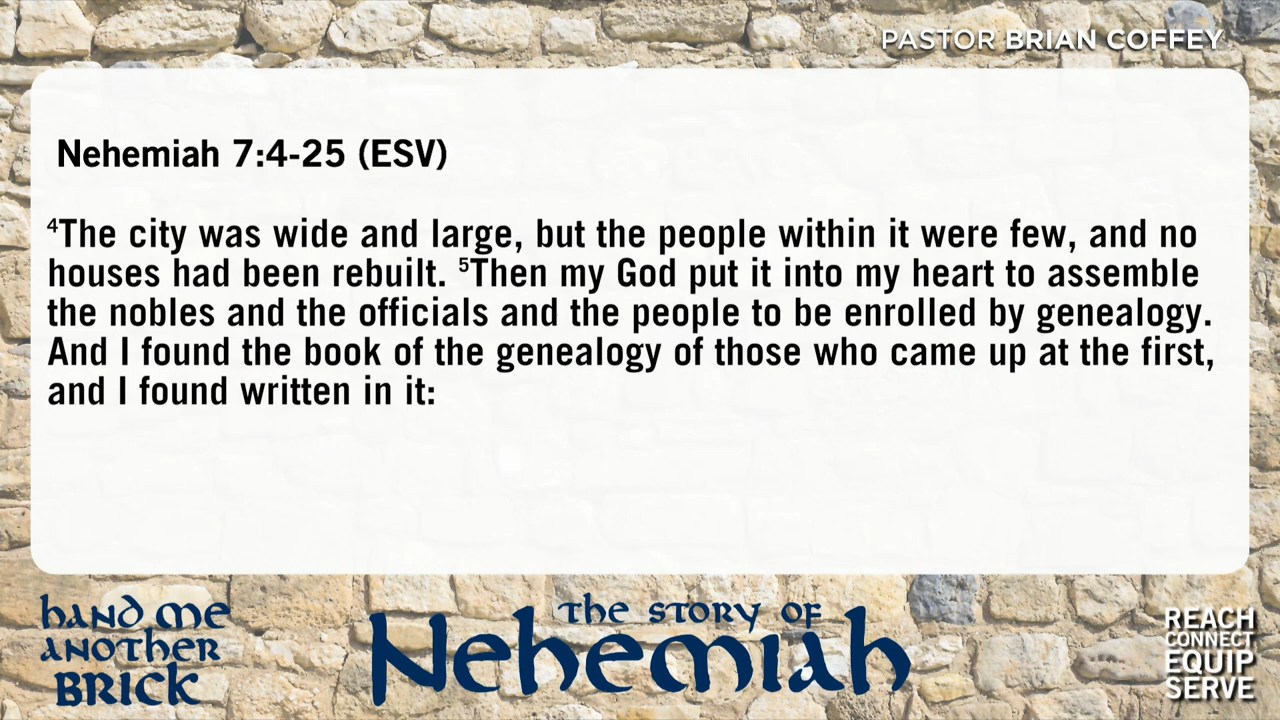 PASTOR BRIAN COFFEY
Nehemiah 7:4-25 (ESV)
⁴The city was wide and large, but the people within it were few, and no
houses had been rebuilt. ⁵Then my God put it into my heart to assemble
the nobles and the officials and the people to be enrolled by genealogy.
And I found the book of the genealogy of those who came up at the first,
and I found written in it:
hAND ME
ANOTHER
BRICK
The STORY OF
Nehemiah
REACH
CONNECT
EQUIP
SERVE